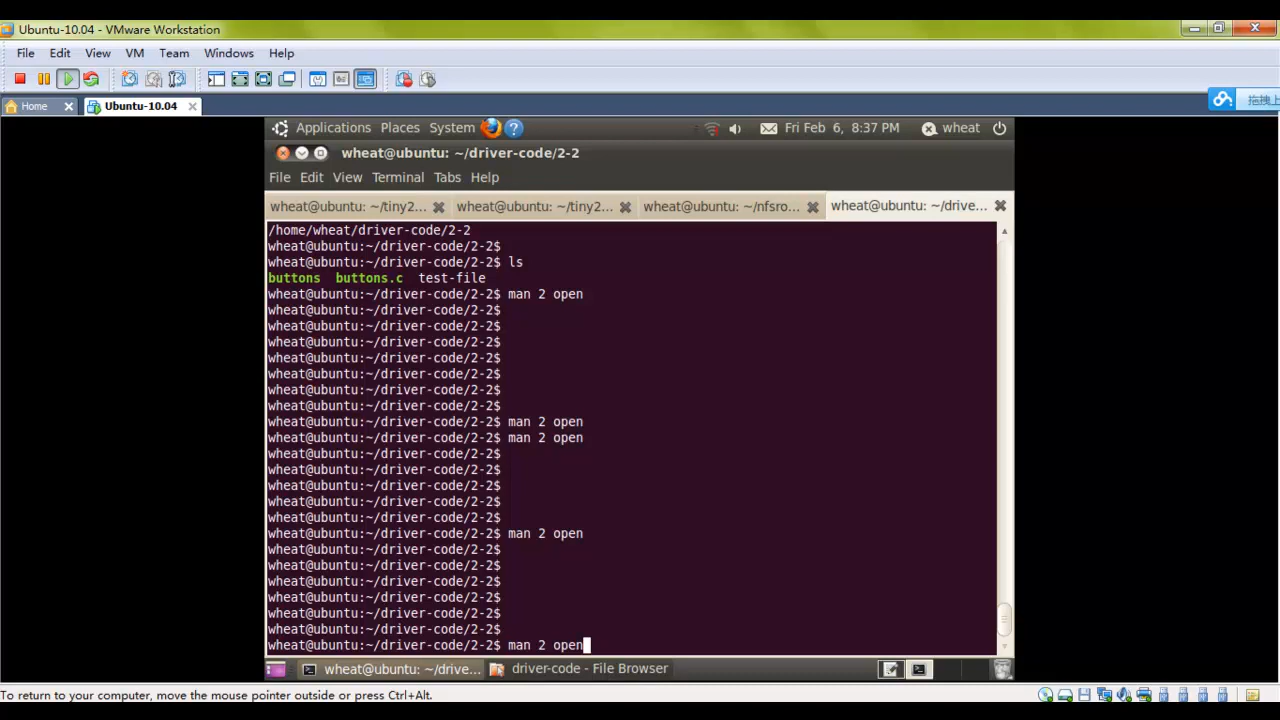 Ubuntu-10.04 - VMware Workstation
File Edit View VM Team Windows Help
Home Ubuntu-10.04
拖拽上
Applications Places System Fri Feb 6, 8:37 PM wheat
wheat@ubuntu: ~/driver-code/2-2
File Edit View Terminal Tabs Help
wheat@ubuntu: ~/tiny2... wheat@ubuntu: ~/tiny2... wheat@ubuntu: ~/nfsro... wheat@ubuntu: ~/drive...
/home/wheat/driver-code/2-2
wheat@ubuntu:~/driver-code/2-2$
wheat@ubuntu:~/driver-code/2-2$ ls
buttons buttons.c test-file
wheat@ubuntu:~/driver-code/2-2$ man 2 open
wheat@ubuntu:~/driver-code/2-2$
wheat@ubuntu:~/driver-code/2-2$
wheat@ubuntu:~/driver-code/2-2$
wheat@ubuntu:~/driver-code/2-2$
wheat@ubuntu:~/driver-code/2-2$
wheat@ubuntu:~/driver-code/2-2$
wheat@ubuntu:~/driver-code/2-2$
wheat@ubuntu:~/driver-code/2-2$ man 2 open
wheat@ubuntu:~/driver-code/2-2$ man 2 open
wheat@ubuntu:~/driver-code/2-2$
wheat@ubuntu:~/driver-code/2-2$
wheat@ubuntu:~/driver-code/2-2$
wheat@ubuntu:~/driver-code/2-2$
wheat@ubuntu:~/driver-code/2-2$
wheat@ubuntu:~/driver-code/2-2$ man 2 open
wheat@ubuntu:~/driver-code/2-2$
wheat@ubuntu:~/driver-code/2-2$
wheat@ubuntu:~/driver-code/2-2$
wheat@ubuntu:~/driver-code/2-2$
wheat@ubuntu:~/driver-code/2-2$
wheat@ubuntu:~/driver-code/2-2$
wheat@ubuntu:~/driver-code/2-2$ man 2 open
wheat@ubuntu: ~/drive... driver-code - File Browser
To return to your computer, move the mouse pointer outside or press Ctrl+Alt.